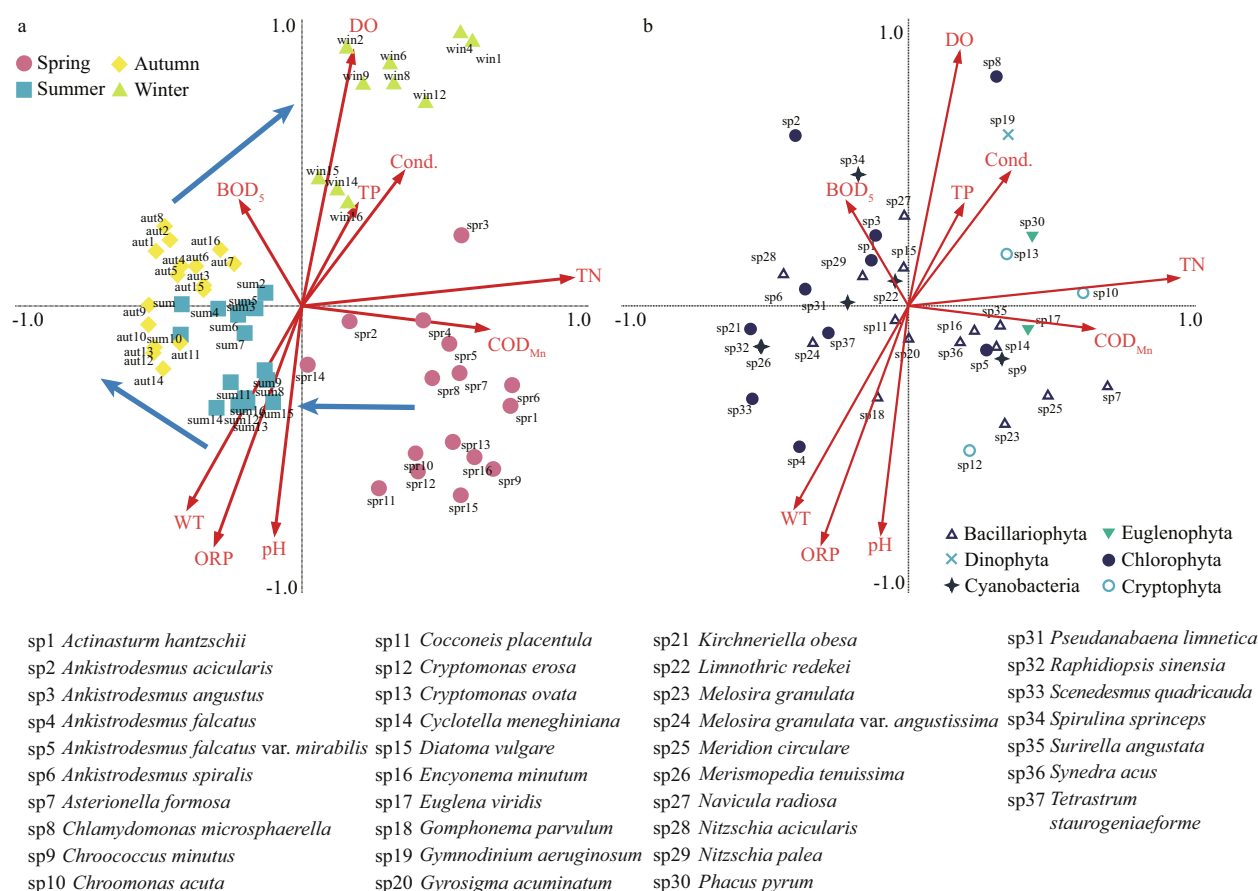 a
1.0
DO
Spring
Autumn
Summer
Winter
win2
win4
win1
win6
win9
win8
win12
win15
win14
win16
Cond.
TP
BOD5
spr3
aut8
aut2
aut1
aut16
aut4
aut6
aut7
aut5
aut3
aut15
sum2
TN
sum
sum5
sum4
sum3
aut9
-1.0
1.0
sum6
spr2
spr4
CODMn
aut10
sum10
sum7
spr5
aut13
aut11
aut12
aut14
spr14
sum9
spr8
spr7
sum11
sum8
spr6
sum16
sum15
spr1
sum14
sum12
sum13
spr13
spr10
spr16
spr12
spr9
spr11
spr15
WT
ORP
pH
-1.0
b
1.0
DO
sp8
sp2
sp19
sp34
Cond.
BOD5
TP
sp27
sp3
sp30
sp1
sp15
sp13
sp28
sp29
TN
sp6
sp31
sp22
sp10
-1.0
1.0
sp21
sp11
sp35
sp17
sp16
sp32
sp37
sp20
sp36
sp14
CODMn
sp26
sp24
sp5
sp9
sp7
sp33
sp18
sp25
sp23
sp4
sp12
WT
ORP
pH
Bacillariophyta
Euglenophyta
Dinophyta
Chlorophyta
Cyanobacteria
Cryptophyta
-1.0
sp1 Actinasturm hantzschii
sp2 Ankistrodesmus acicularis
sp3 Ankistrodesmus angustus
sp4 Ankistrodesmus falcatus
sp5 Ankistrodesmus falcatus var. mirabilis
sp6 Ankistrodesmus spiralis
sp7 Asterionella formosa
sp8 Chlamydomonas microsphaerella
sp9 Chroococcus minutus
sp10 Chroomonas acuta
sp11 Cocconeis placentula
sp12 Cryptomonas erosa
sp13 Cryptomonas ovata
sp14 Cyclotella meneghiniana
sp15 Diatoma vulgare
sp16 Encyonema minutum
sp17 Euglena viridis
sp18 Gomphonema parvulum
sp19 Gymnodinium aeruginosum
sp20 Gyrosigma acuminatum
sp21 Kirchneriella obesa
sp22 Limnothric redekei
sp23 Melosira granulata
sp24 Melosira granulata var. angustissima
sp25 Meridion circulare
sp26 Merismopedia tenuissima
sp27 Navicula radiosa
sp28 Nitzschia acicularis
sp29 Nitzschia palea
sp30 Phacus pyrum
sp31 Pseudanabaena limnetica
sp32 Raphidiopsis sinensia
sp33 Scenedesmus quadricauda
sp34 Spirulina sprinceps
sp35 Surirella angustata
sp36 Synedra acus
sp37 Tetrastrum
staurogeniaeforme